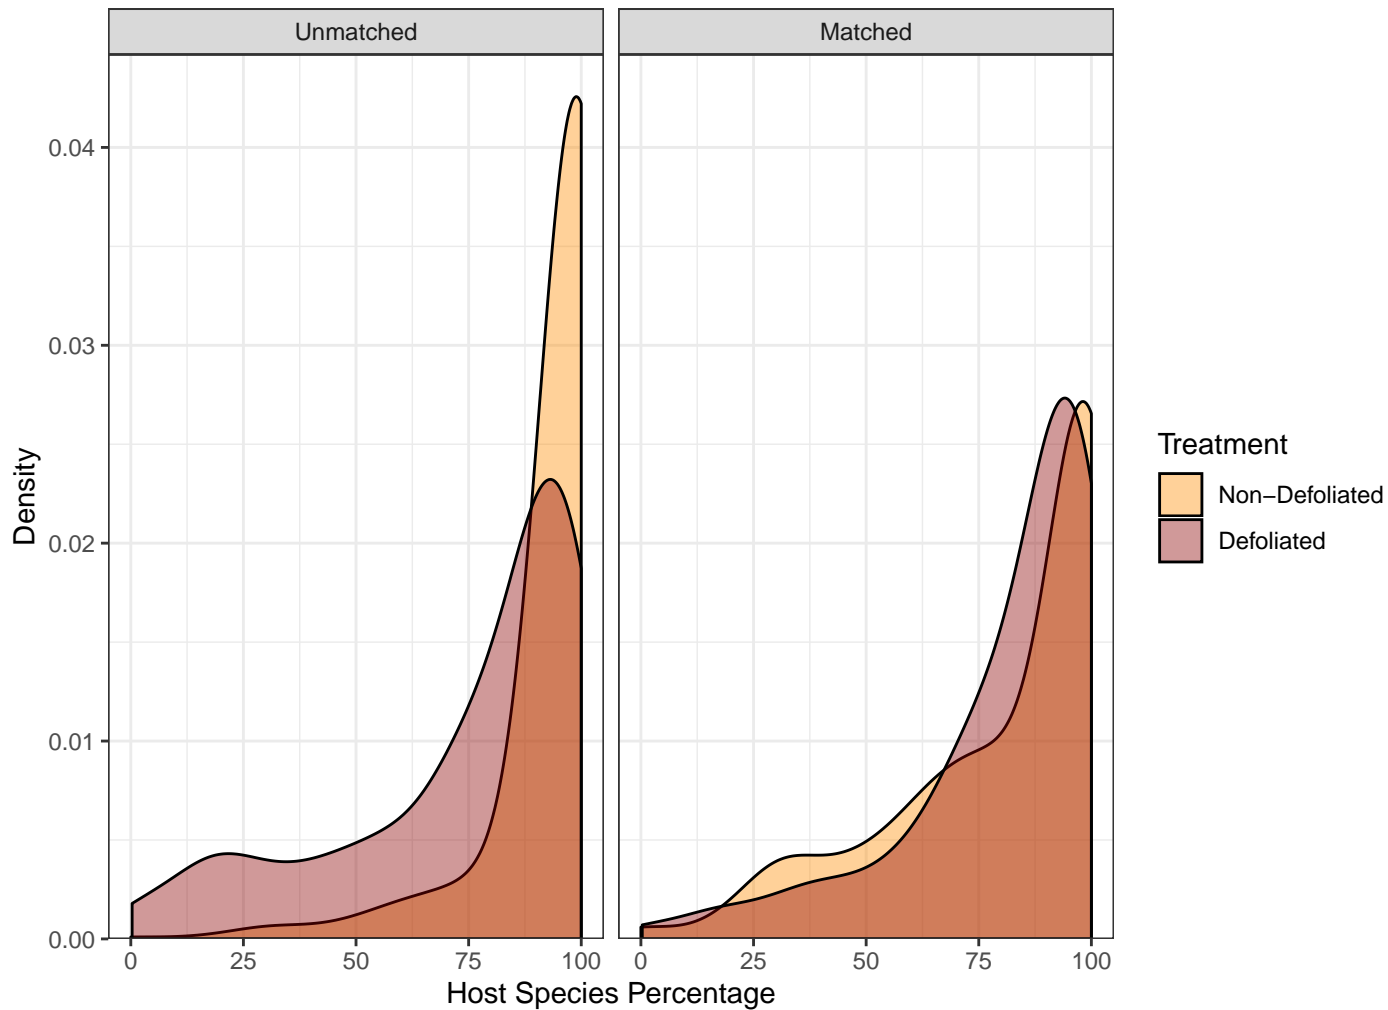 Unmatched
Matched
Density
0.04
0.03
0.02
0.01
0.00
0 25 50 75 100
0 25 50 75 100
Host Species Percentage
Treatment
Non−Defoliated
Defoliated